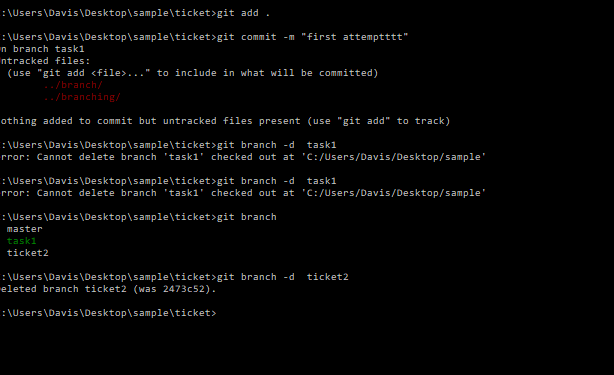 :\Users\Davis\Desktop\sample\ticket>git add .
:\Users\Davis\Desktop\sample\ticket>git commit -m "first attemptttt"
n branch task1
ntracked files:
(use "git add <file>..." to include in what will be committed)
../branch/
../branching/
othing added to commit but untracked files present (use "git add" to track)
:\Users\Davis\Desktop\sample\ticket>git branch -d  task1
rror: Cannot delete branch 'task1' checked out at 'C:/Users/Davis/Desktop/sample'
:\Users\Davis\Desktop\sample\ticket>git branch -d  task1
rror: Cannot delete branch 'task1' checked out at 'C:/Users/Davis/Desktop/sample'
:\Users\Davis\Desktop\sample\ticket>git branch
master
task1
ticket2
:\Users\Davis\Desktop\sample\ticket>git branch -d  ticket2
eleted branch ticket2 (was 2473c52).
:\Users\Davis\Desktop\sample\ticket>